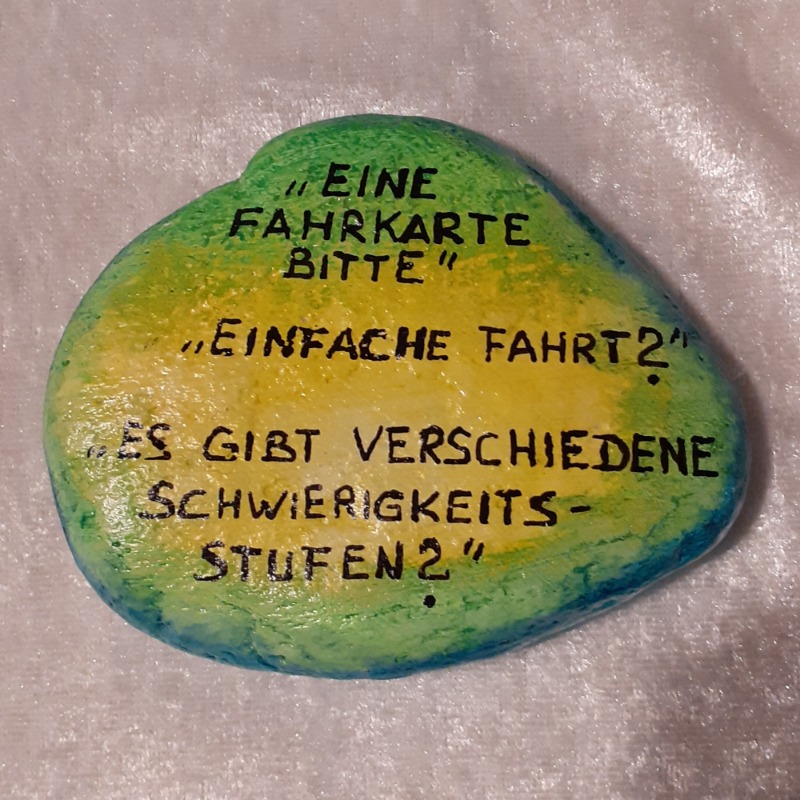 „EINE
FAHRKARTE
BITTE“
„EINFACHE FAHRT?“
„ES GIBT VERSCHIEDENE
SCHWIERIGKEITS-
STUFEN?“